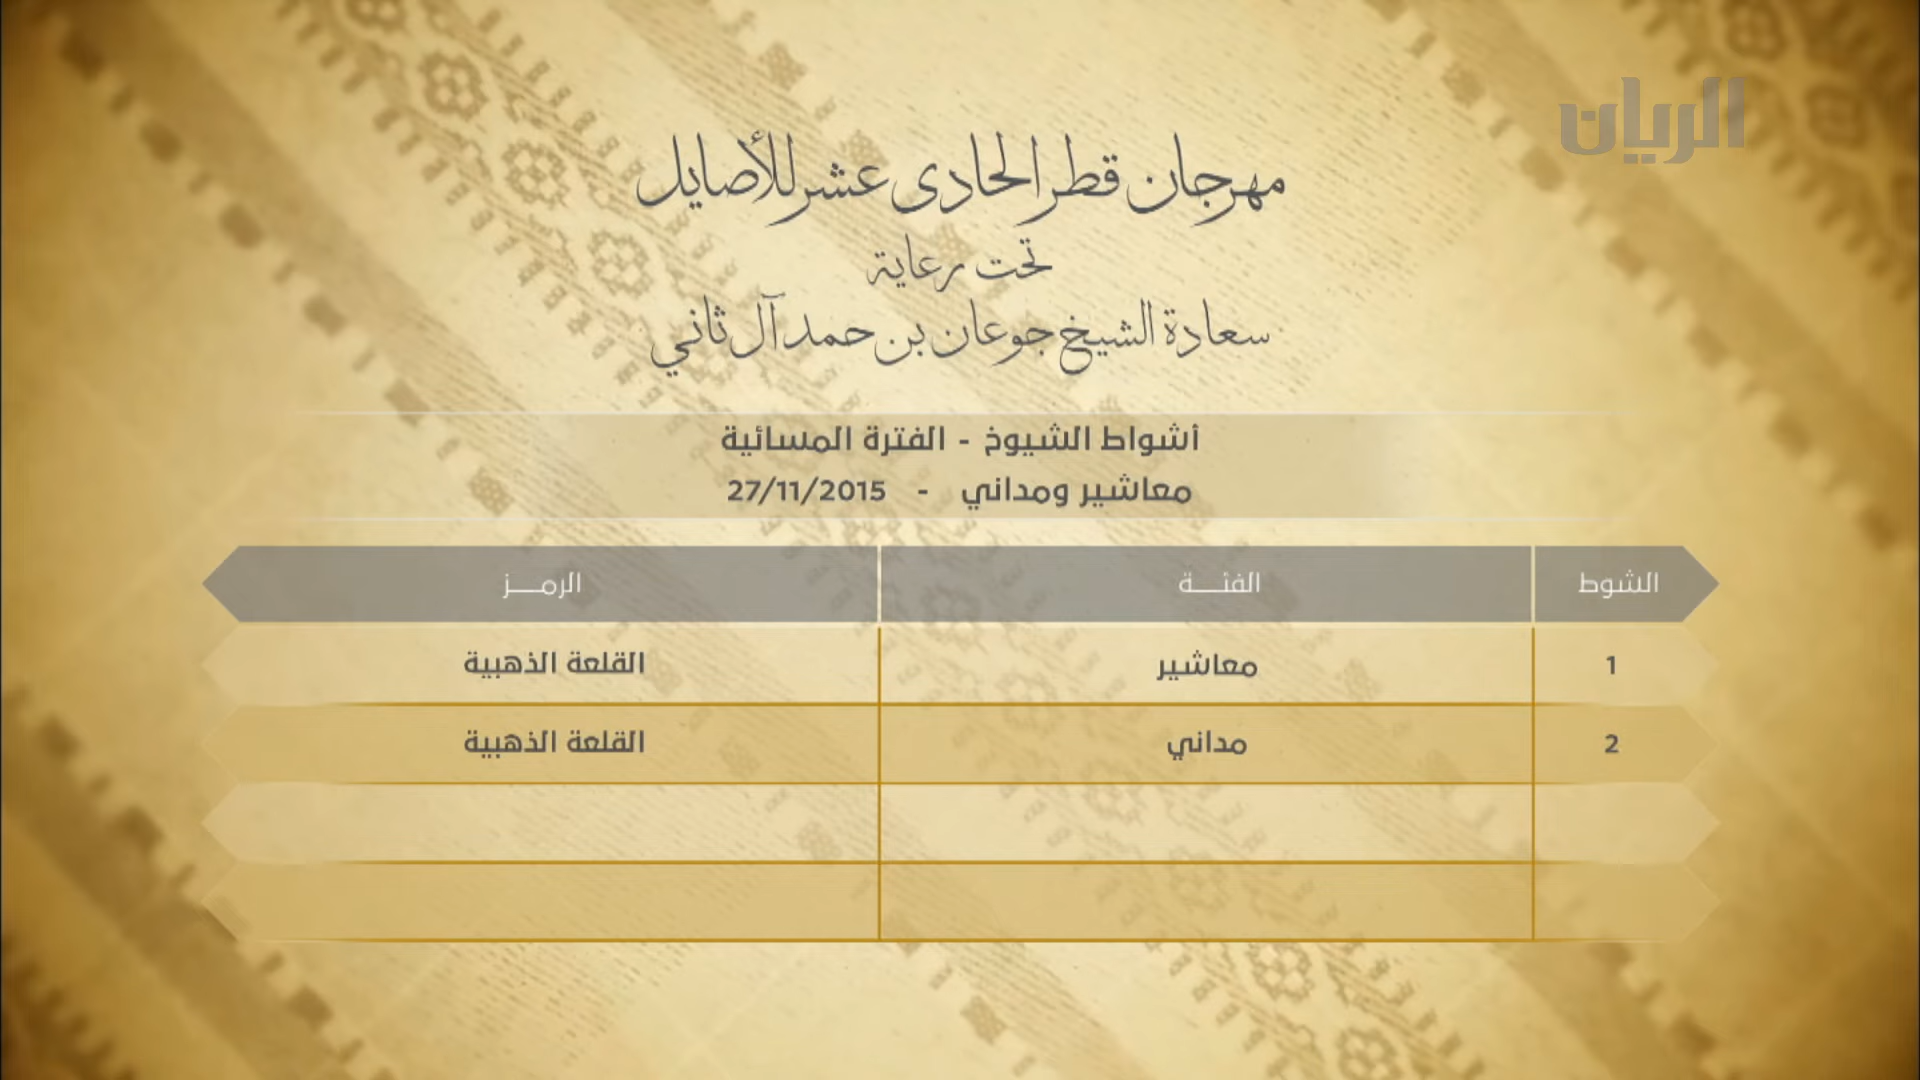 الريان
مهرجان قطر الحادى عشر للأصايل
تحت رعاية
سعادة الشيخ جوعان بن حمد آل ثاني
أشواط الشيوخ - الفترة المسائية
معاشير ومداني - 27/11/2015
الشوط الفئـــة الرمـــز
1 معاشير القلعة الذهبية
2 مداني القلعة الذهبية